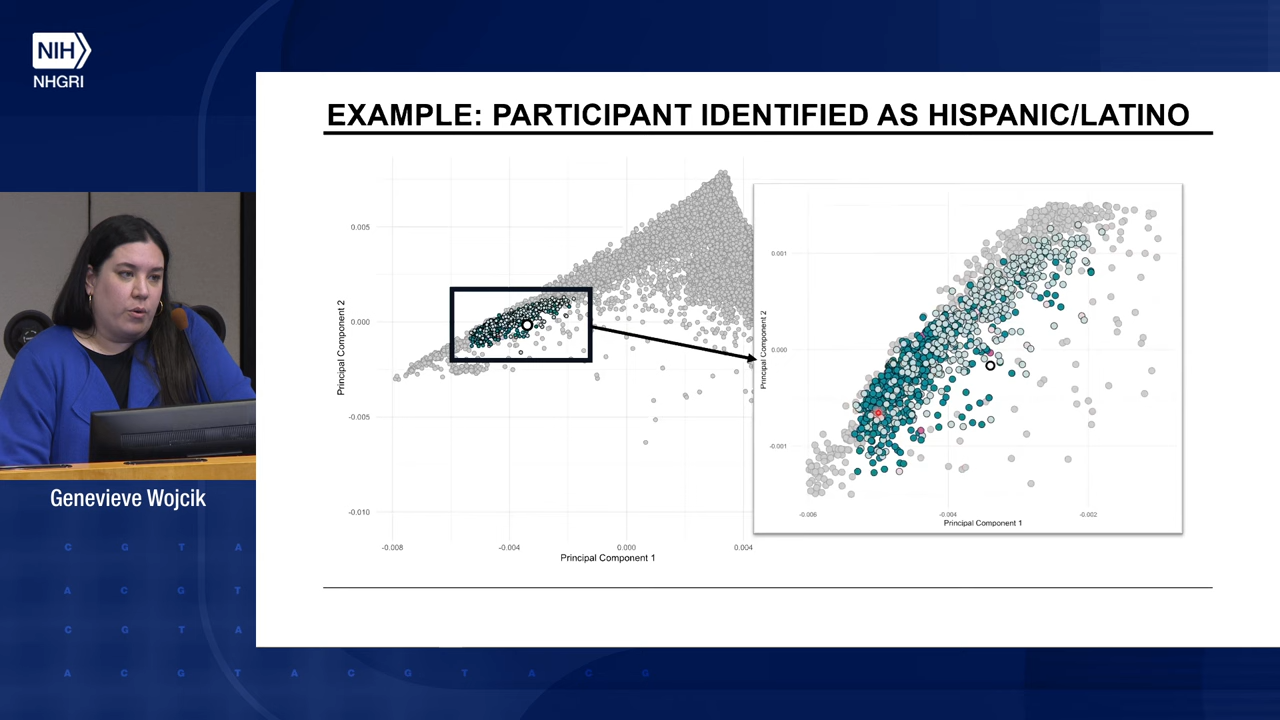 NIH
NHGRI
EXAMPLE: PARTICIPANT IDENTIFIED AS HISPANIC/LATINO
Principal Component 2
0.005
0.000
-0.005
-0.010
-0.008
-0.004
0.000
0.004
Principal Component 1
Principal Component 2
0.001
0.000
-0.001
-0.006
-0.004
-0.002
Principal Component 1
Genevieve Wojcik
C G T A
A C G T
C G T A
A C G T A C G T A C G